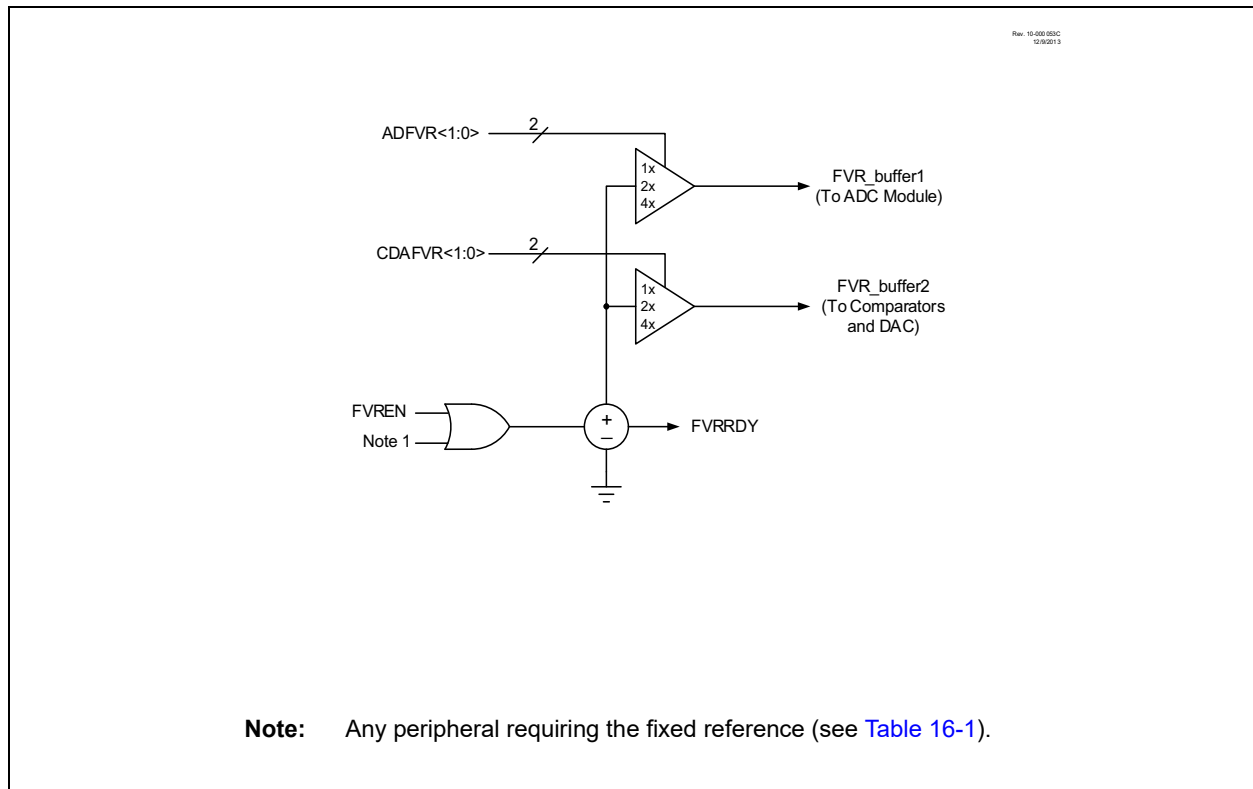 Rev. 10-000 053C
12/9/2013
ADFVR<1:0>
2
1x
2x
4x
FVR_buffer1
(To ADC Module)
CDAFVR<1:0>
2
1x
2x
4x
FVR_buffer2
(To Comparators
and DAC)
FVREN
Note 1
+
–
FVRRDY
Note: Any peripheral requiring the fixed reference (see Table 16-1).